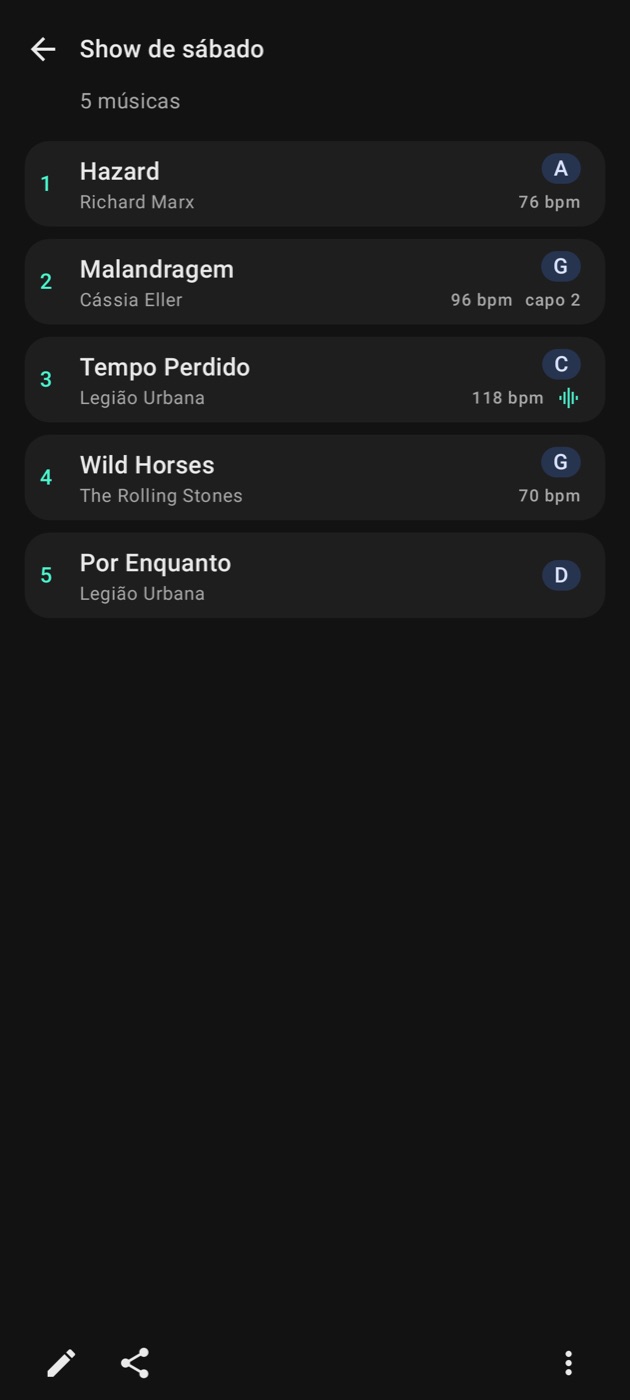 Show de sábado
5 músicas
1
Hazard
A
Richard Marx
76 bpm
2
Malandragem
G
Cássia Eller
96 bpm capo 2
3
Tempo Perdido
C
Legião Urbana
118 bpm
4
Wild Horses
G
The Rolling Stones
70 bpm
5
Por Enquanto
D
Legião Urbana